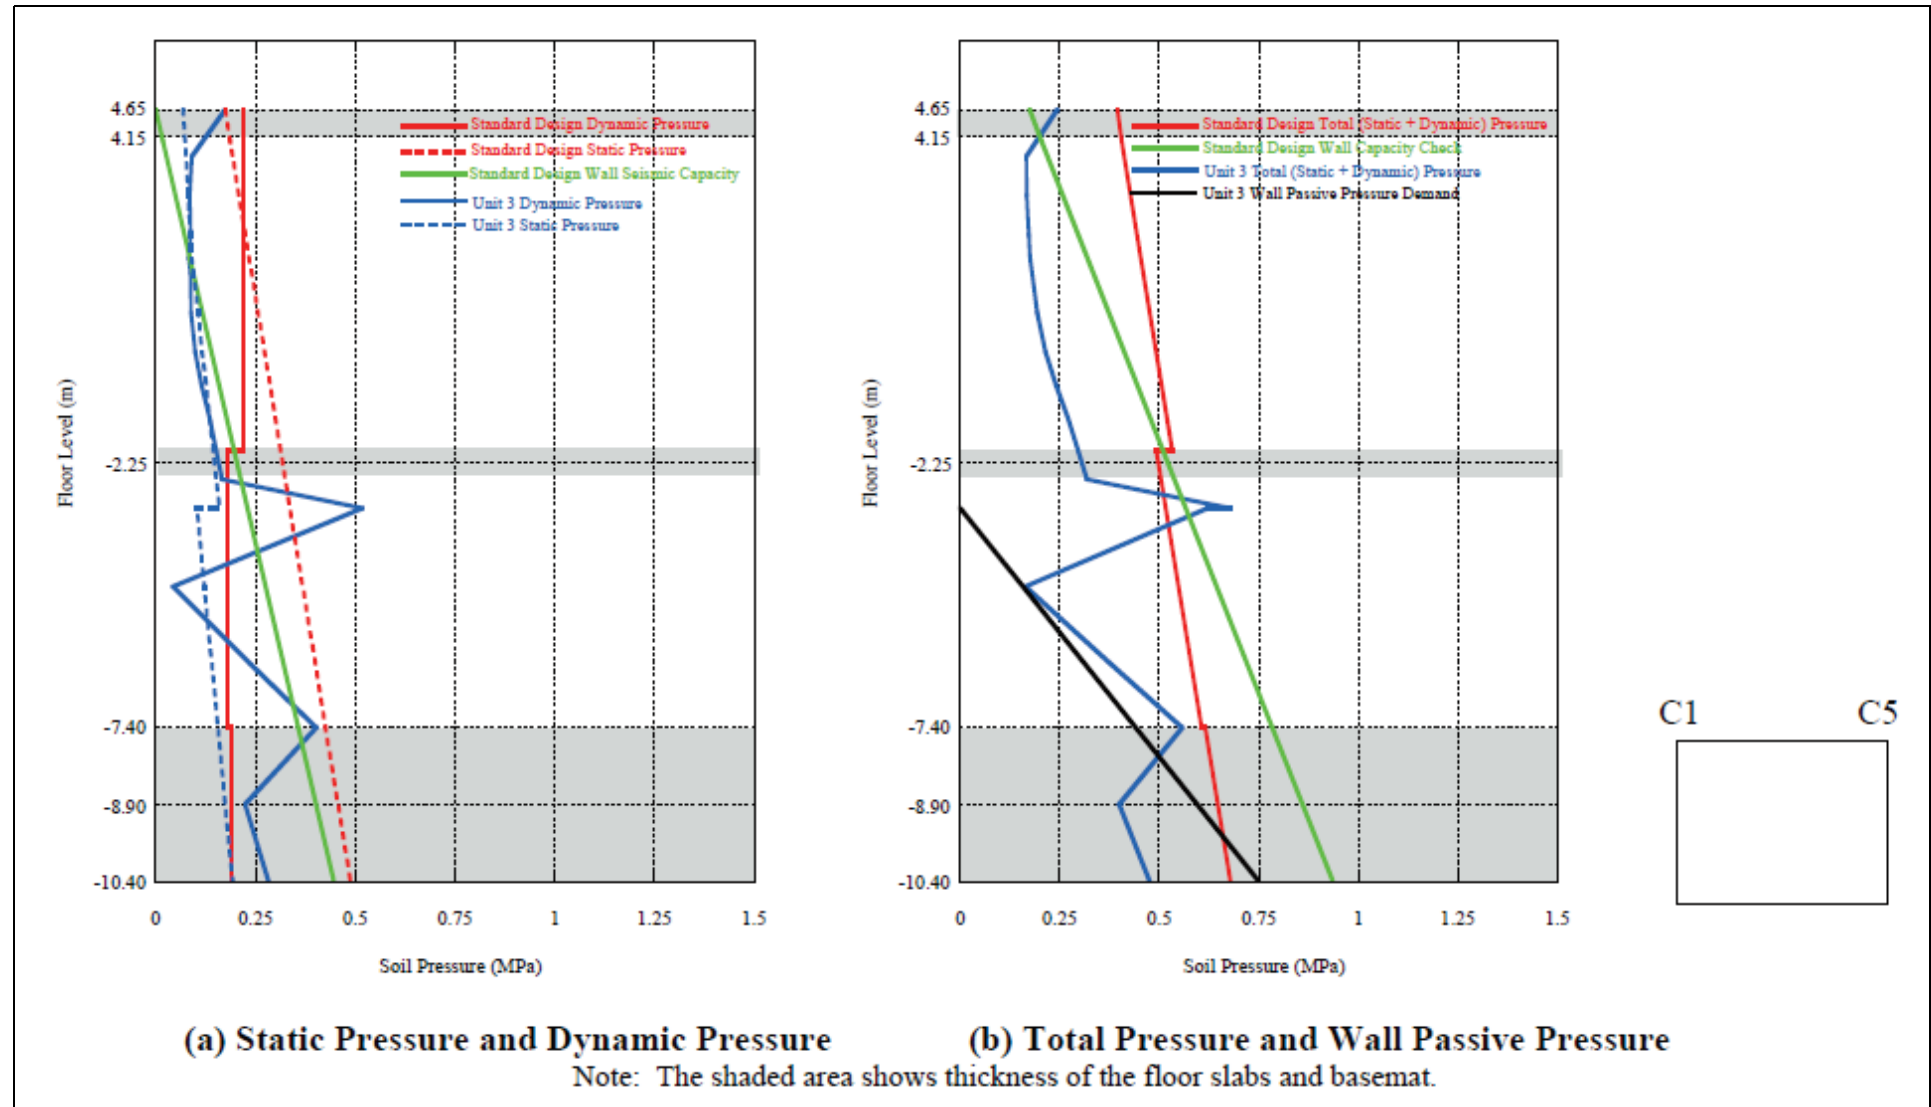 4.65
4.15
-2.25
-7.40
-8.90
-10.40
Floor Level (m)
Standard Design Dynamic Pressure
Standard Design Static Pressure
Standard Design Wall Seismic Capacity
Unit 3 Dynamic Pressure
Unit 3 Static Pressure
0 0.25 0.5 0.75 1 1.25 1.5
Soil Pressure (MPa)
(a) Static Pressure and Dynamic Pressure
4.65
4.15
-2.25
-7.40
-8.90
-10.40
Floor Level (m)
Standard Design Total (Static + Dynamic) Pressure
Standard Design Wall Capacity Check
Unit 3 Total (Static + Dynamic) Pressure
Unit 3 Wall Passive Pressure Demand
0 0.25 0.5 0.75 1 1.25 1.5
Soil Pressure (MPa)
(b) Total Pressure and Wall Passive Pressure
C1 C5
Note: The shaded area shows thickness of the floor slabs and basemat.